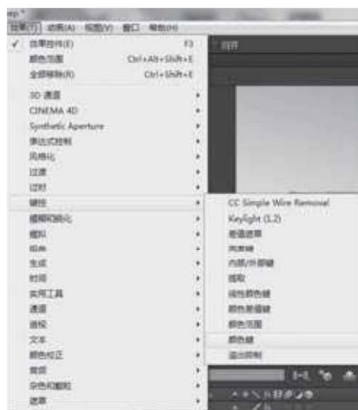 效果(T) 动画(A) 视图(V) 窗口 帮助(H)
✓ 效果控件(E) F3
颜色范围 Ctrl+Alt+Shift+E
全部移除(R) Ctrl+Shift+E
3D 通道
CINEMA 4D
Synthetic Aperture
表达式控制
风格化
过渡
过时
键控
模糊和锐化
模拟
扭曲
生成
时间
实用工具
通道
透视
文本
颜色校正
音频
杂色和颗粒
遮罩
CC Simple Wire Removal
Keylight (1.2)
差值遮罩
亮度键
内部/外部键
提取
线性颜色键
颜色差值键
颜色范围
颜色键
溢出抑制